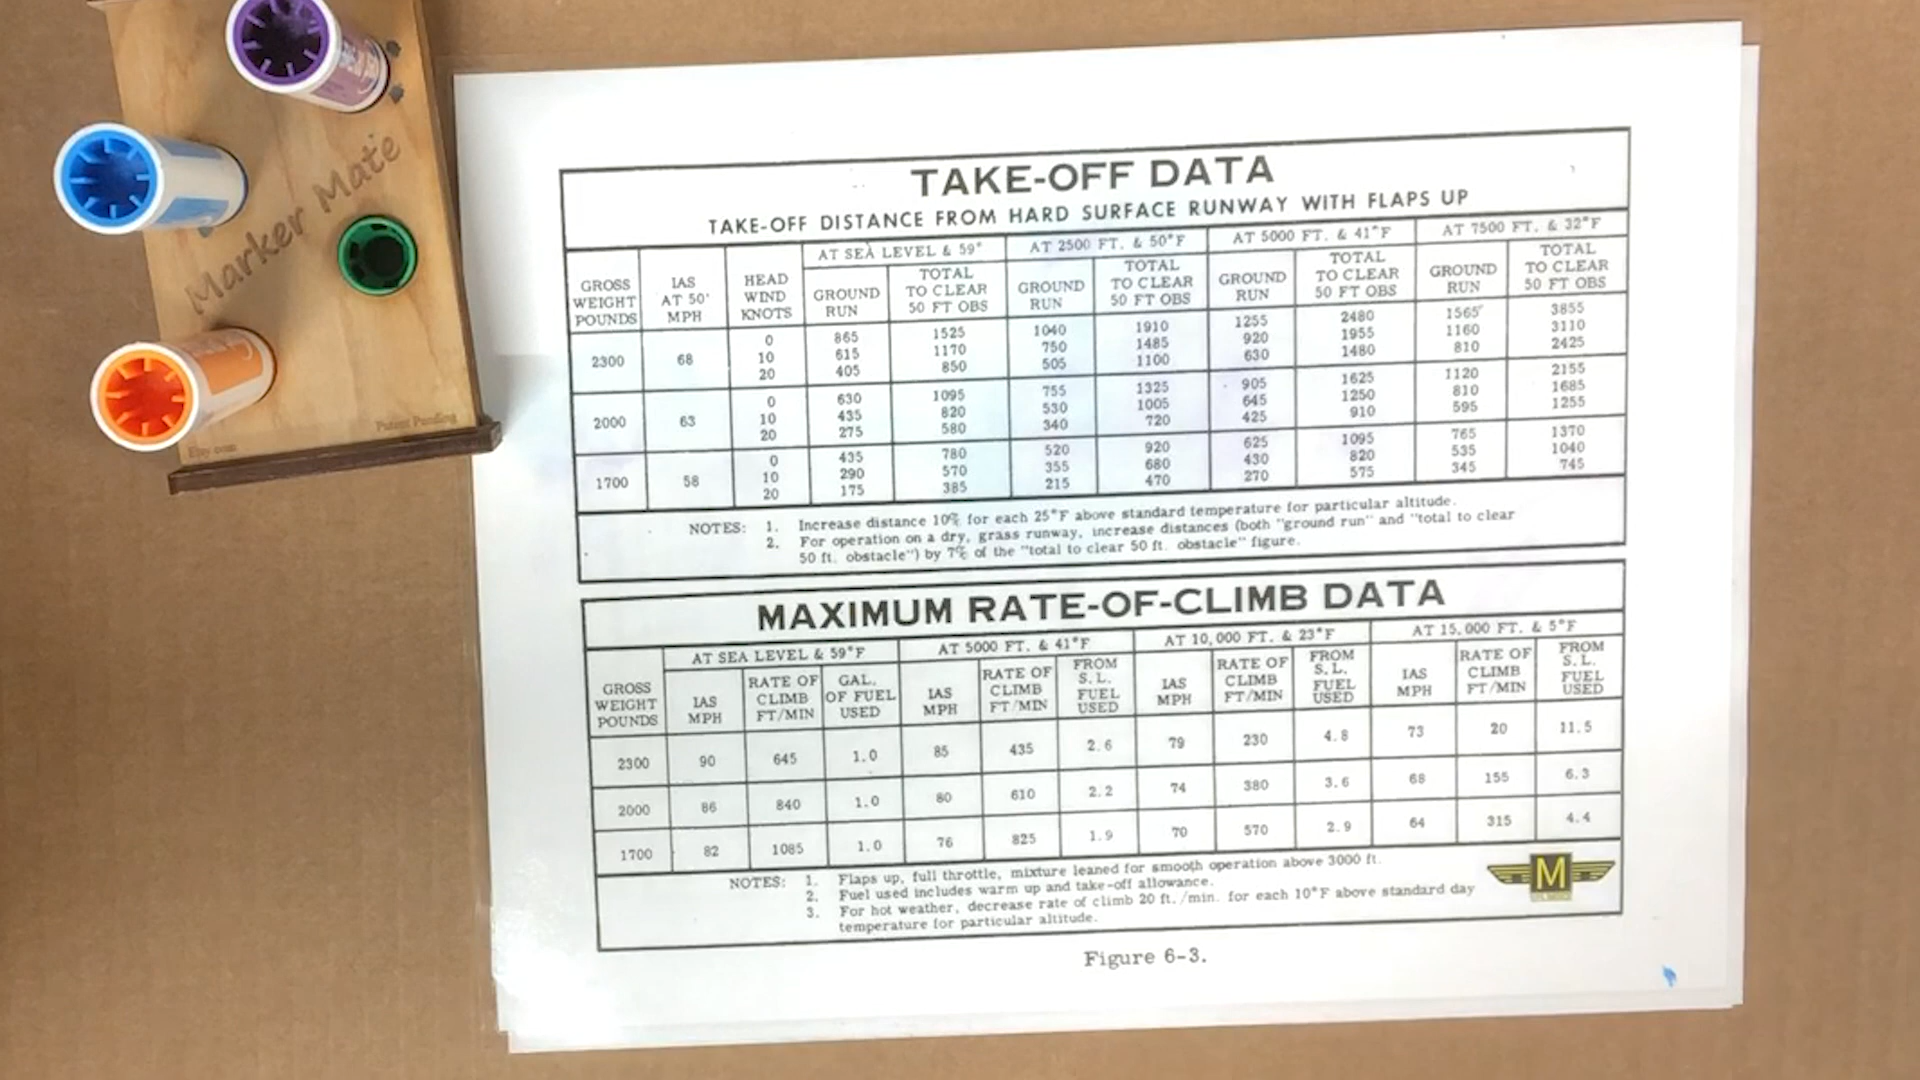 Marker Mate
Patent Pending
Etsy.com
TAKE-OFF DATA
TAKE-OFF DISTANCE FROM HARD SURFACE RUNWAY WITH FLAPS UP
GROSS WEIGHT POUNDS IAS AT 50' MPH HEAD WIND KNOTS AT SEA LEVEL & 59° AT 2500 FT. & 50°F AT 5000 FT. & 41°F AT 7500 FT. & 32°F
GROUND RUN TOTAL TO CLEAR 50 FT OBS GROUND RUN TOTAL TO CLEAR 50 FT OBS GROUND RUN TOTAL TO CLEAR 50 FT OBS GROUND RUN TOTAL TO CLEAR 50 FT OBS
0 865 1525 1040 1910 1255 2480 1565 3855
2300 68 10 615 1170 750 1485 920 1955 1160 3110
20 405 850 505 1100 630 1480 810 2425
0 630 1095 755 1325 905 1625 1120 2155
2000 63 10 435 820 530 1005 645 1250 810 1685
20 275 580 340 720 425 910 595 1255
0 435 780 520 920 625 1095 765 1370
1700 58 10 290 570 355 680 430 820 535 1040
20 175 385 215 470 270 575 345 745
NOTES: 1. Increase distance 10% for each 25°F above standard temperature for particular altitude.
2. For operation on a dry, grass runway, increase distances (both "ground run" and "total to clear
50 ft. obstacle") by 7% of the "total to clear 50 ft. obstacle" figure.
MAXIMUM RATE-OF-CLIMB DATA
GROSS WEIGHT POUNDS AT SEA LEVEL & 59°F AT 5000 FT. & 41°F AT 10,000 FT. & 23°F AT 15,000 FT. & 5°F
IAS MPH RATE OF CLIMB FT/MIN GAL. OF FUEL USED IAS MPH RATE OF CLIMB FT/MIN FROM S.L. FUEL USED IAS MPH RATE OF CLIMB FT/MIN FROM S.L. FUEL USED IAS MPH RATE OF CLIMB FT/MIN FROM S.L. FUEL USED
2300 90 645 1.0 85 435 2.6 79 230 4.8 73 20 11.5
2000 86 840 1.0 80 610 2.2 74 380 3.6 68 155 6.3
1700 82 1085 1.0 76 825 1.9 70 570 2.9 64 315 4.4
NOTES: 1. Flaps up, full throttle, mixture leaned for smooth operation above 3000 ft.
2. Fuel used includes warm up and take-off allowance.
3. For hot weather, decrease rate of climb 20 ft./min. for each 10°F above standard day
temperature for particular altitude.
M
Figure 6-3.